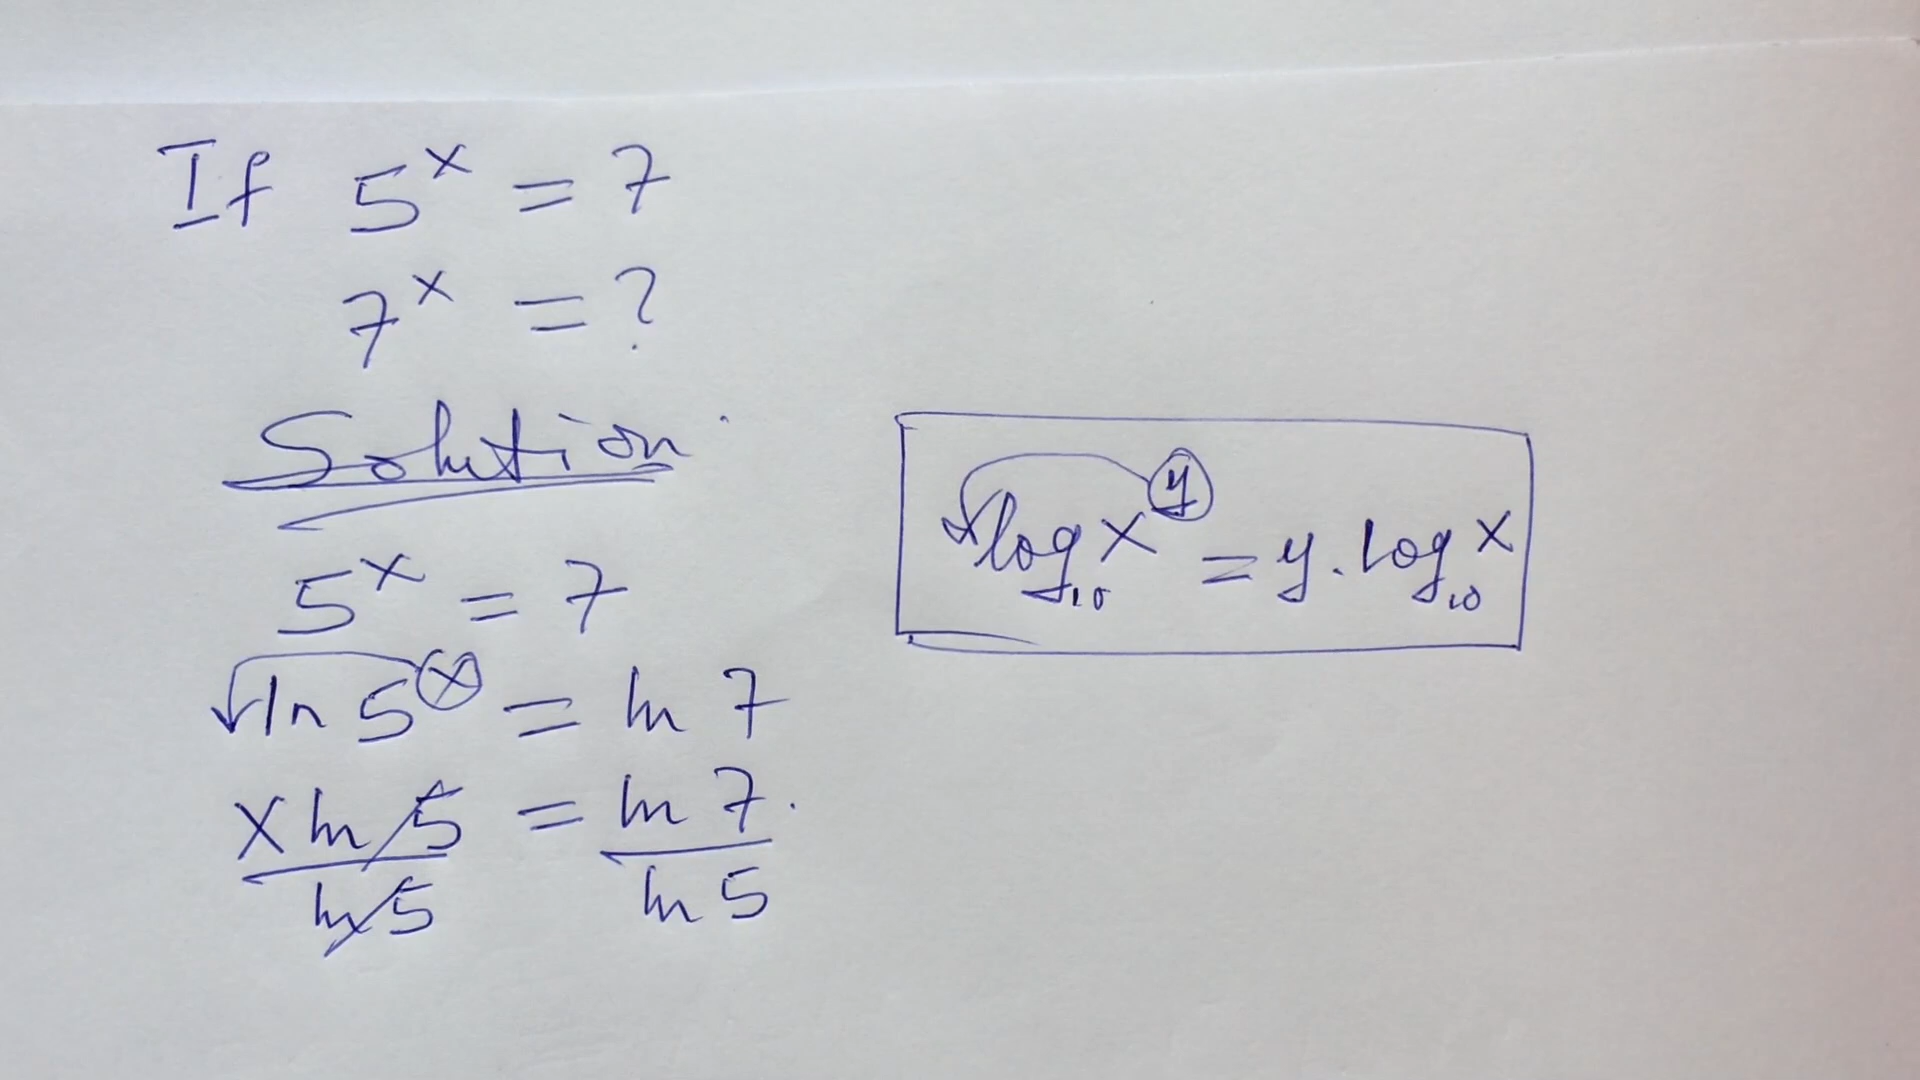 If 5^x = 7
7^x = ?
Solution
5^x = 7
ln 5^x = ln 7
x ln 5 = ln 7
ln 5 ln 5
log₁₀ x^y = y . log₁₀ x